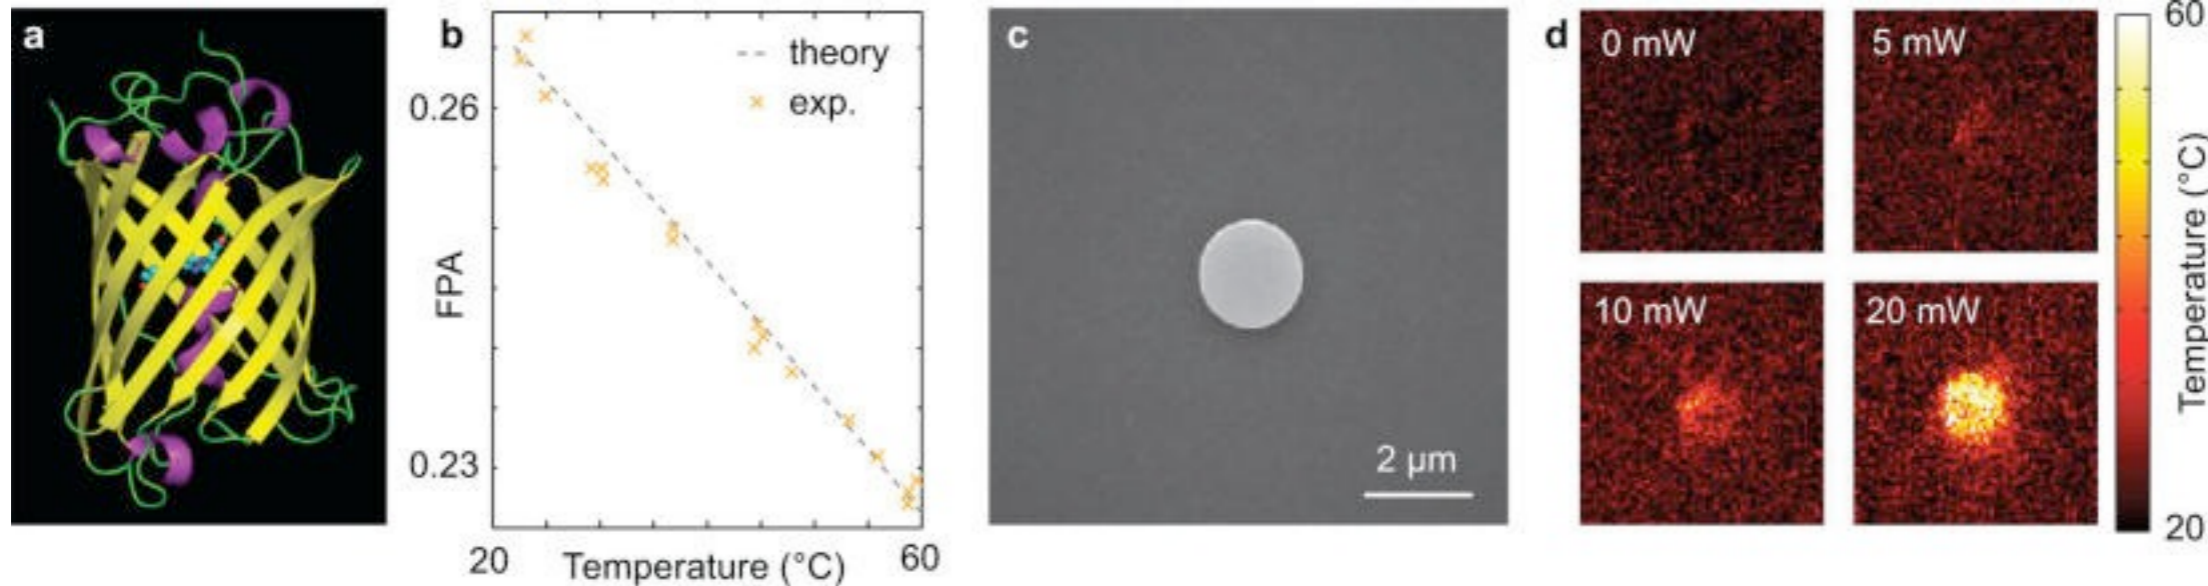 a
b
theory
exp.
0.26
0.23
FPA
20
60
Temperature (°C)
c
2 µm
d
0 mW
5 mW
10 mW
20 mW
60
20
Temperature (°C)